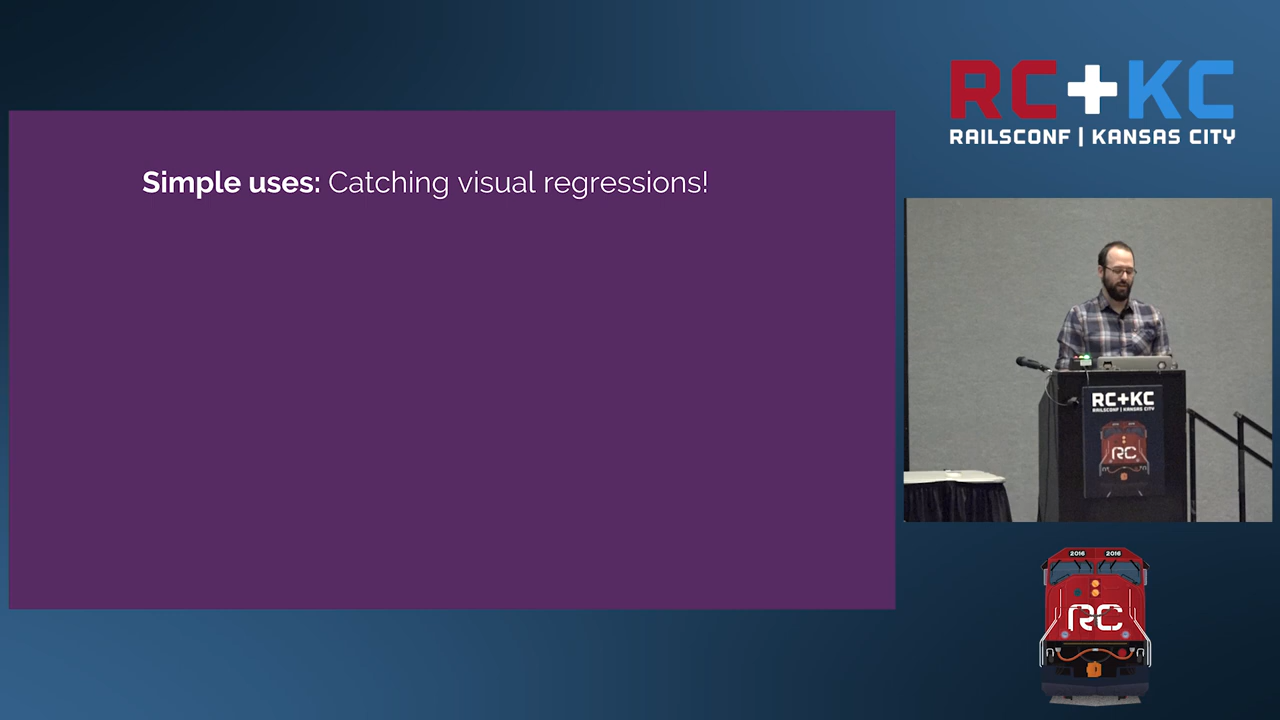 Simple uses: Catching visual regressions!
RC+KC
RAILSCONF | KANSAS CITY
RC+KC
RAILSCONF | KANSAS CITY
RC
2016 2016
RC